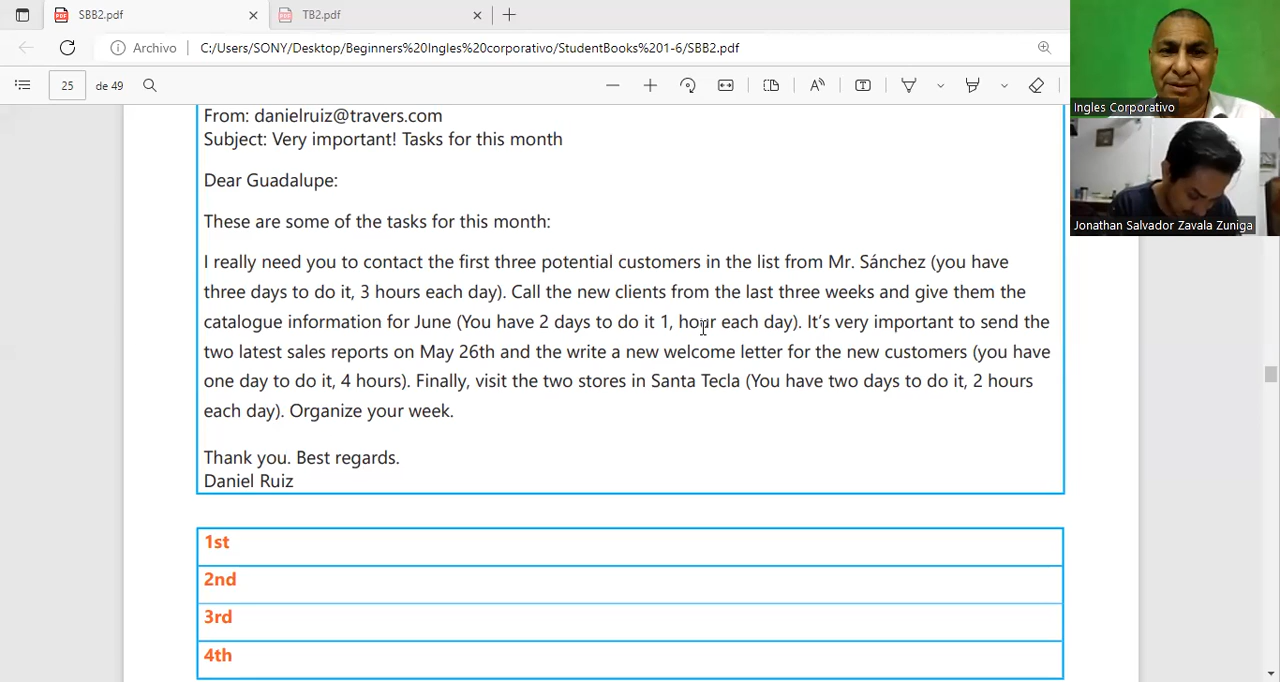 SBB2.pdf
TB2.pdf
Archivo
C:/Users/SONY/Desktop/Beginners%20Ingles%20corporativo/StudentBooks%201-6/SBB2.pdf
25 de 49
Ingles Corporativo
Jonathan Salvador Zavala Zuniga
From: danielruiz@travers.com
Subject: Very important! Tasks for this month
Dear Guadalupe:
These are some of the tasks for this month:
I really need you to contact the first three potential customers in the list from Mr. Sánchez (you have
three days to do it, 3 hours each day). Call the new clients from the last three weeks and give them the
catalogue information for June (You have 2 days to do it 1, hour each day). It’s very important to send the
two latest sales reports on May 26th and the write a new welcome letter for the new customers (you have
one day to do it, 4 hours). Finally, visit the two stores in Santa Tecla (You have two days to do it, 2 hours
each day). Organize your week.
Thank you. Best regards.
Daniel Ruiz
1st
2nd
3rd
4th